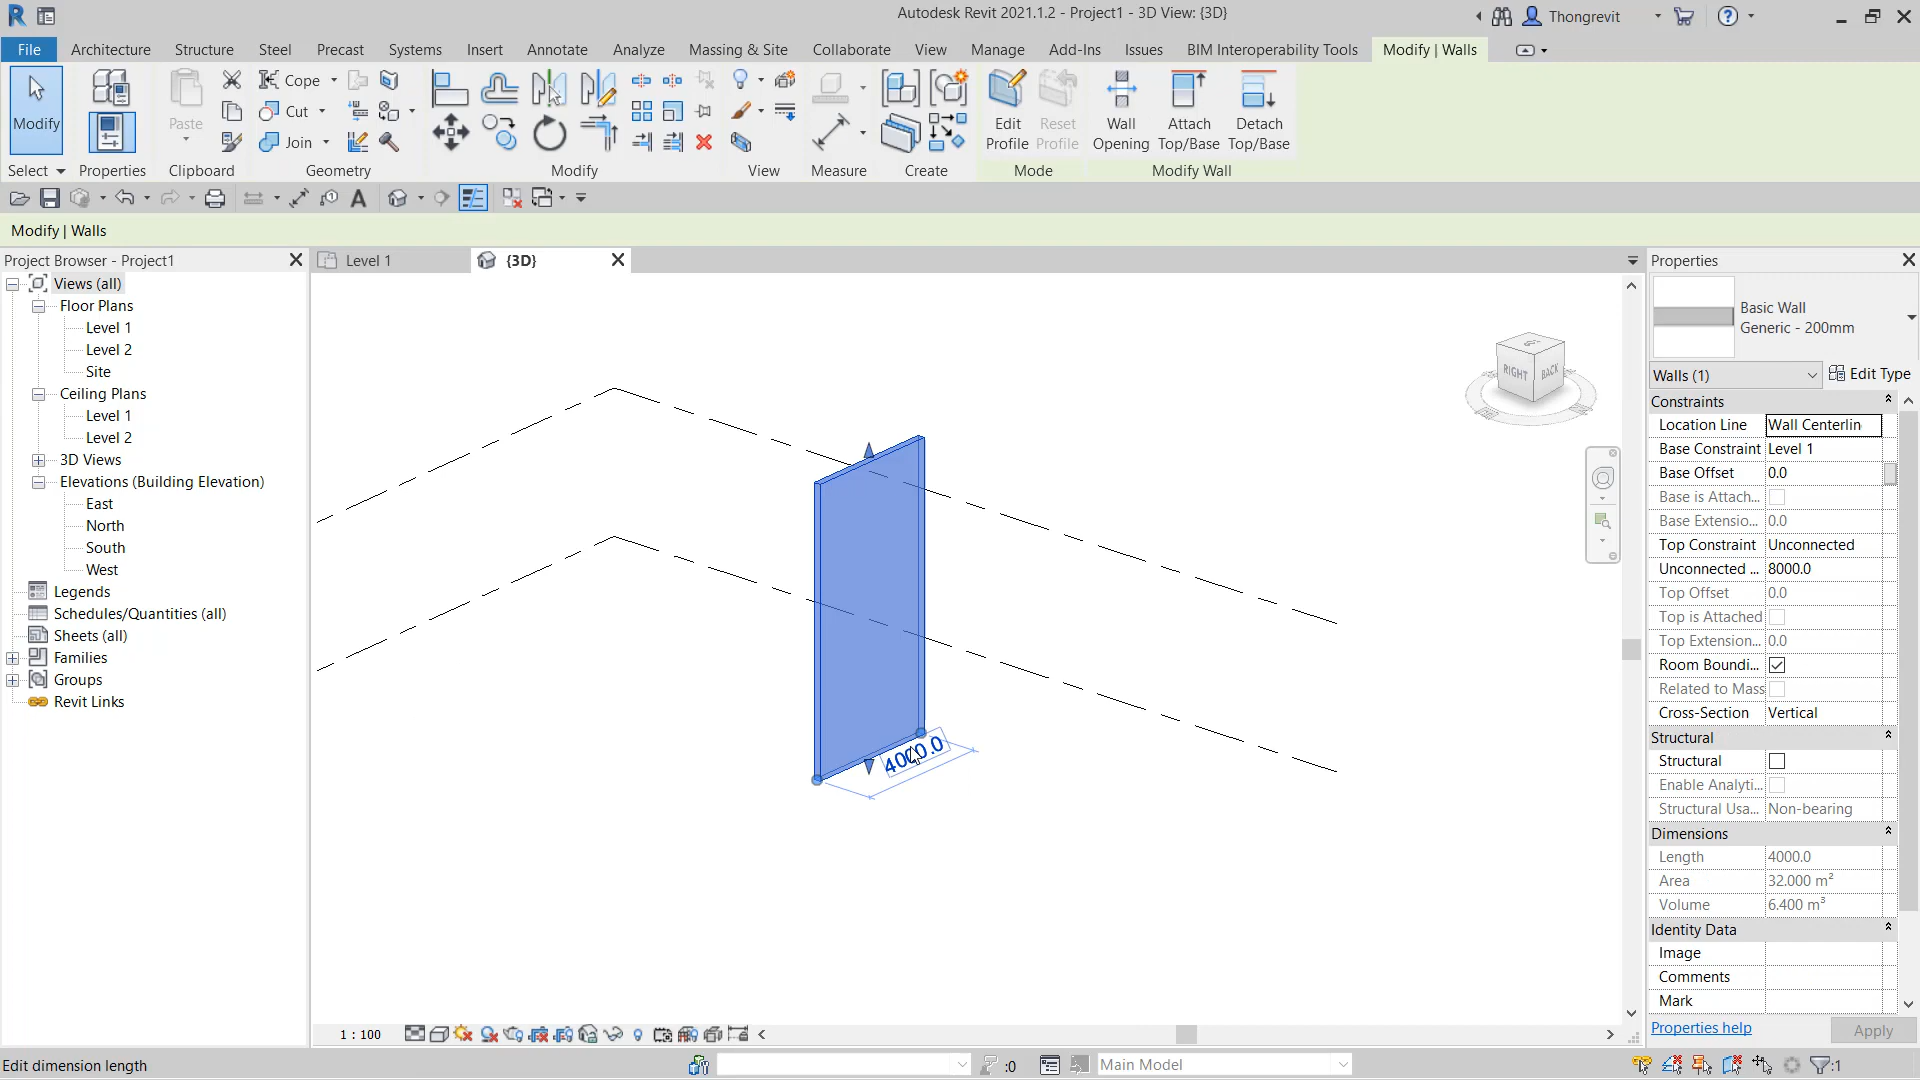 Autodesk Revit 2021.1.2 - Project1 - 3D View: {3D}
Thongrevit
File Architecture Structure Steel Precast Systems Insert Annotate Analyze Massing & Site Collaborate View Manage Add-Ins Issues BIM Interoperability Tools Modify | Walls
Modify
Paste
Cope
Cut
Join
Edit Profile
Reset Profile
Wall Opening
Attach Top/Base
Detach Top/Base
Select Properties Clipboard Geometry Modify View Measure Create Mode Modify Wall
Modify | Walls
Project Browser - Project1
Views (all)
Floor Plans
Level 1
Level 2
Site
Ceiling Plans
Level 1
Level 2
3D Views
Elevations (Building Elevation)
East
North
South
West
Legends
Schedules/Quantities (all)
Sheets (all)
Families
Groups
Revit Links
Level 1
{3D}
RIGHT
BACK
4000.0
Properties
Basic Wall
Generic - 200mm
Walls (1)
Edit Type
Constraints
Location Line Wall Centerlin
Base Constraint Level 1
Base Offset 0.0
Base is Attach...
Base Extensio... 0.0
Top Constraint Unconnected
Unconnected ... 8000.0
Top Offset 0.0
Top is Attached
Top Extension... 0.0
Room Boundi...
Related to Mass
Cross-Section Vertical
Structural
Structural
Enable Analyti...
Structural Usa... Non-bearing
Dimensions
Length 4000.0
Area 32.000 m²
Volume 6.400 m³
Identity Data
Image
Comments
Mark
Properties help
Apply
1 : 100
Edit dimension length
:0
Main Model
:1